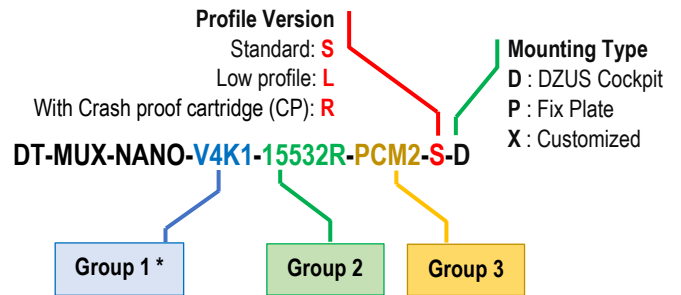 Profile Version
Standard: S
Low profile: L
With Crash proof cartridge (CP): R
Mounting Type
D : DZUS Cockpit
P : Fix Plate
X : Customized
DT-MUX-NANO-V4K1-15532R-PCM2-S-D
Group 1 *
Group 2
Group 3